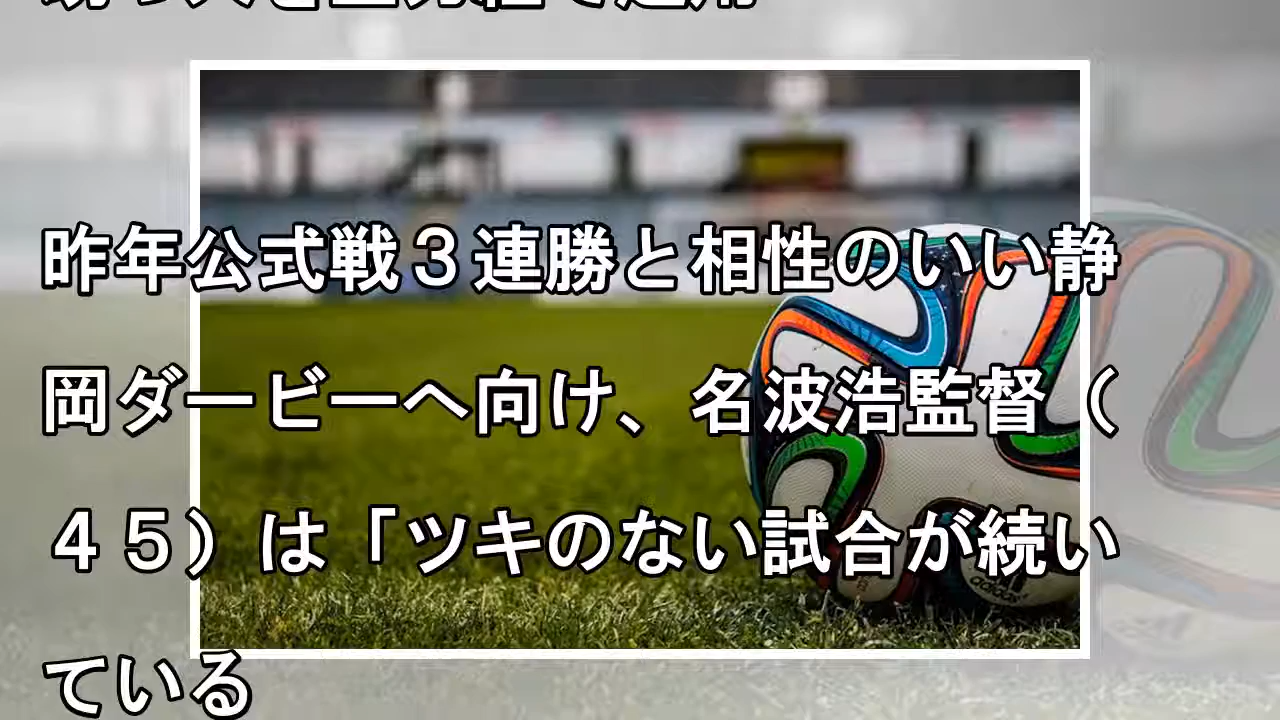 昨年公式戦３連勝と相性のいい静
岡ダービーへ向け、名波浩監督（
４５）は「ツキのない試合が続い
ている
adidas